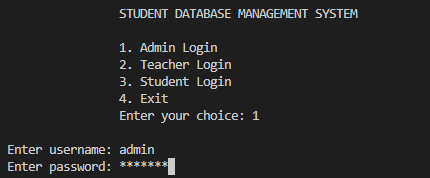 STUDENT DATABASE MANAGEMENT SYSTEM
1. Admin Login
2. Teacher Login
3. Student Login
4. Exit
Enter your choice: 1
Enter username: admin
Enter password: *******